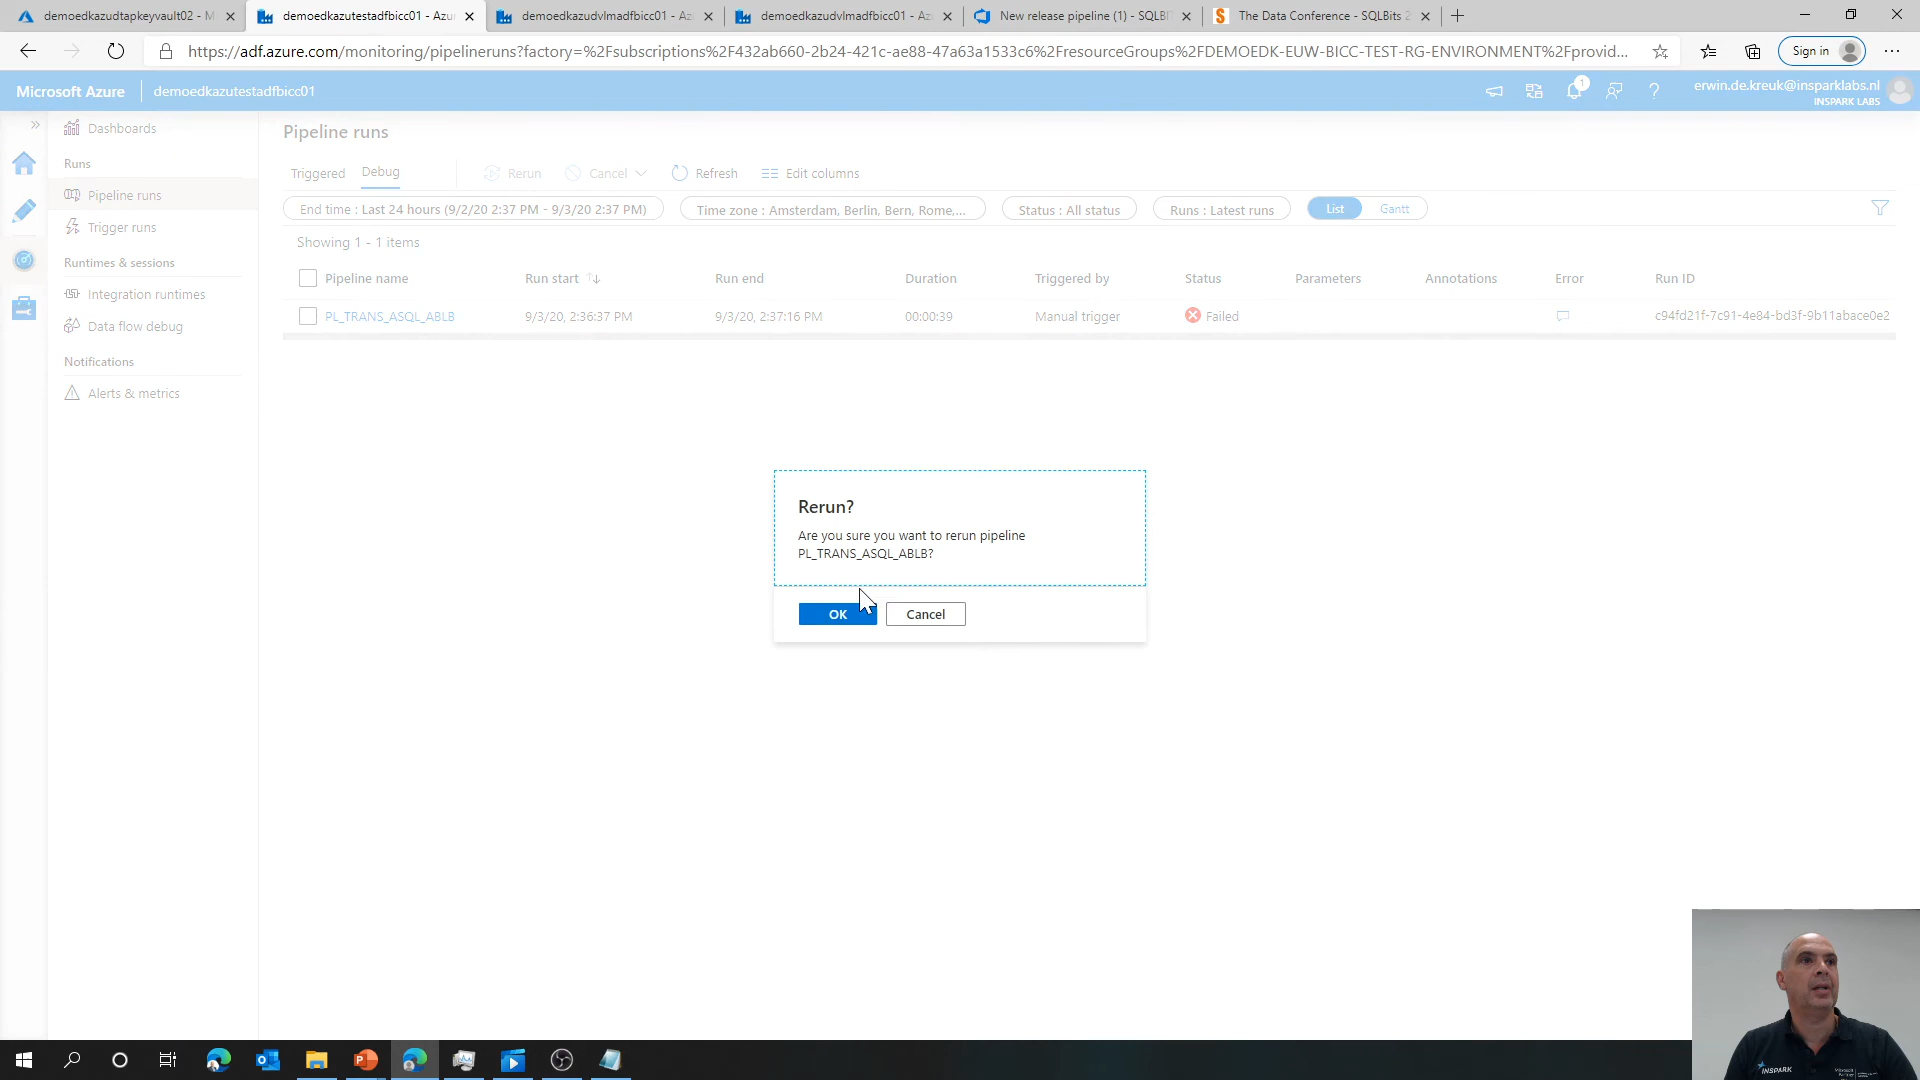 demoedkazudtapkeyvault02 - M
demoedkazutestadfbicc01 - Azu
demoedkazudvlmadfbicc01 - Az
demoedkazudvlmadfbicc01 - Az
New release pipeline (1) - SQLBI
The Data Conference - SQLBits 2
https://adf.azure.com/monitoring/pipelineruns?factory=%2Fsubscriptions%2F432ab660-2b24-421c-ae88-47a63a1533c6%2FresourceGroups%2FDEMOEDK-EUW-BICC-TEST-RG-ENVIRONMENT%2Fprovid...
Sign in
Microsoft Azure
demoedkazutestadfbicc01
1
erwin.de.kreuk@insparklabs.nl
INSPARK LABS
Dashboards
Runs
Pipeline runs
Trigger runs
Runtimes & sessions
Integration runtimes
Data flow debug
Notifications
Alerts & metrics
Pipeline runs
Triggered Debug Rerun Cancel Refresh Edit columns
End time : Last 24 hours (9/2/20 2:37 PM - 9/3/20 2:37 PM) Time zone : Amsterdam, Berlin, Bern, Rome,... Status : All status Runs : Latest runs List Gantt
Showing 1 - 1 items
Pipeline name Run start Run end Duration Triggered by Status Parameters Annotations Error Run ID
PL_TRANS_ASQL_ABLB 9/3/20, 2:36:37 PM 9/3/20, 2:37:16 PM 00:00:39 Manual trigger Failed c94fd21f-7c91-4e84-bd3f-9b11abace0e2
Rerun?
Are you sure you want to rerun pipeline
PL_TRANS_ASQL_ABLB?
OK Cancel
INSPARK